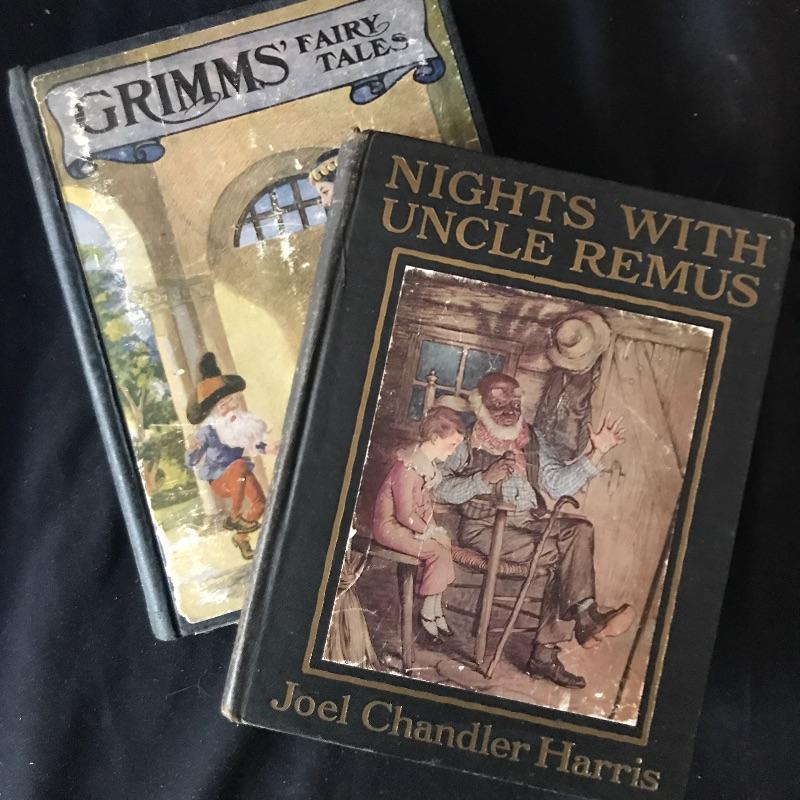 GRIMMS' FAIRY
TALES
NIGHTS WITH
UNCLE REMUS
Joel Chandler Harris